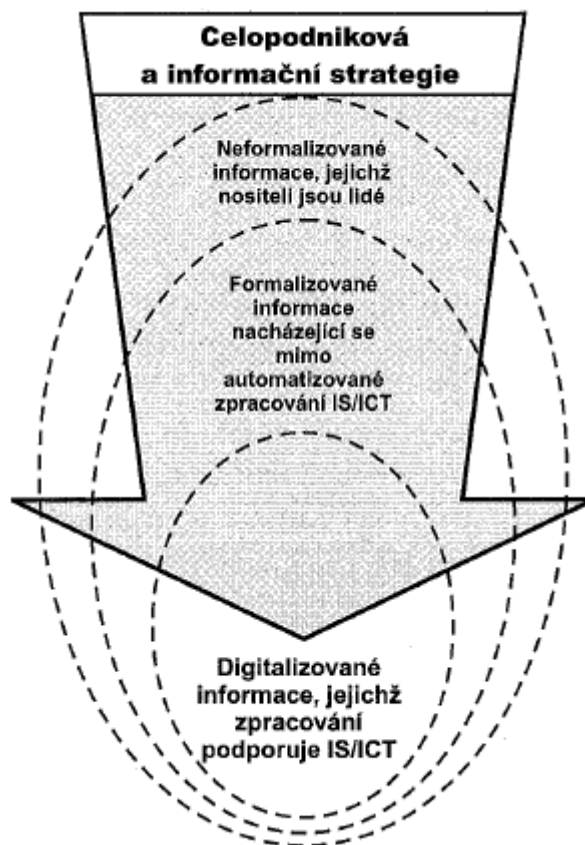 Celopodniková
a informační strategie
Neformalizované
informace, jejichž
nositeli jsou lidé
Formalizované
informace
nacházející se
mimo
automatizované
zpracování IS/ICT
Digitalizované
informace, jejichž
zpracování
podporuje IS/ICT